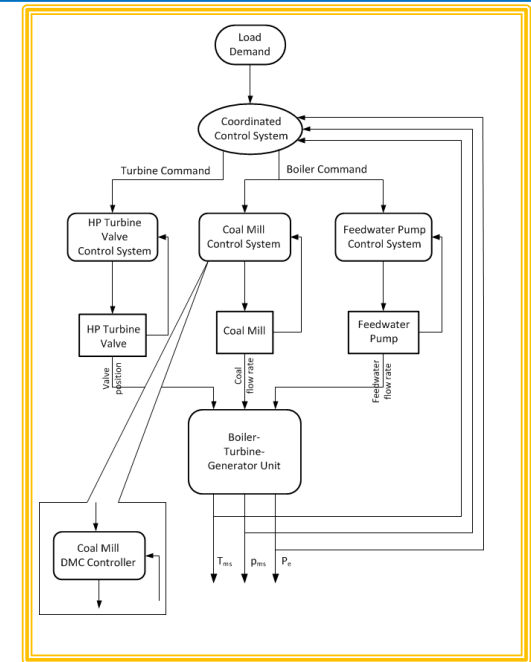 Load
Demand
Coordinated
Control System
Turbine Command
Boiler Command
HP Turbine
Valve
Control System
Coal Mill
Control System
Feedwater Pump
Control System
HP Turbine
Valve
Coal Mill
Feedwater
Pump
Valve
position
Coal
flow rate
Feedwater
flow rate
Boiler-
Turbine-
Generator Unit
Coal Mill
DMC Controller
Tms
pms
Pe